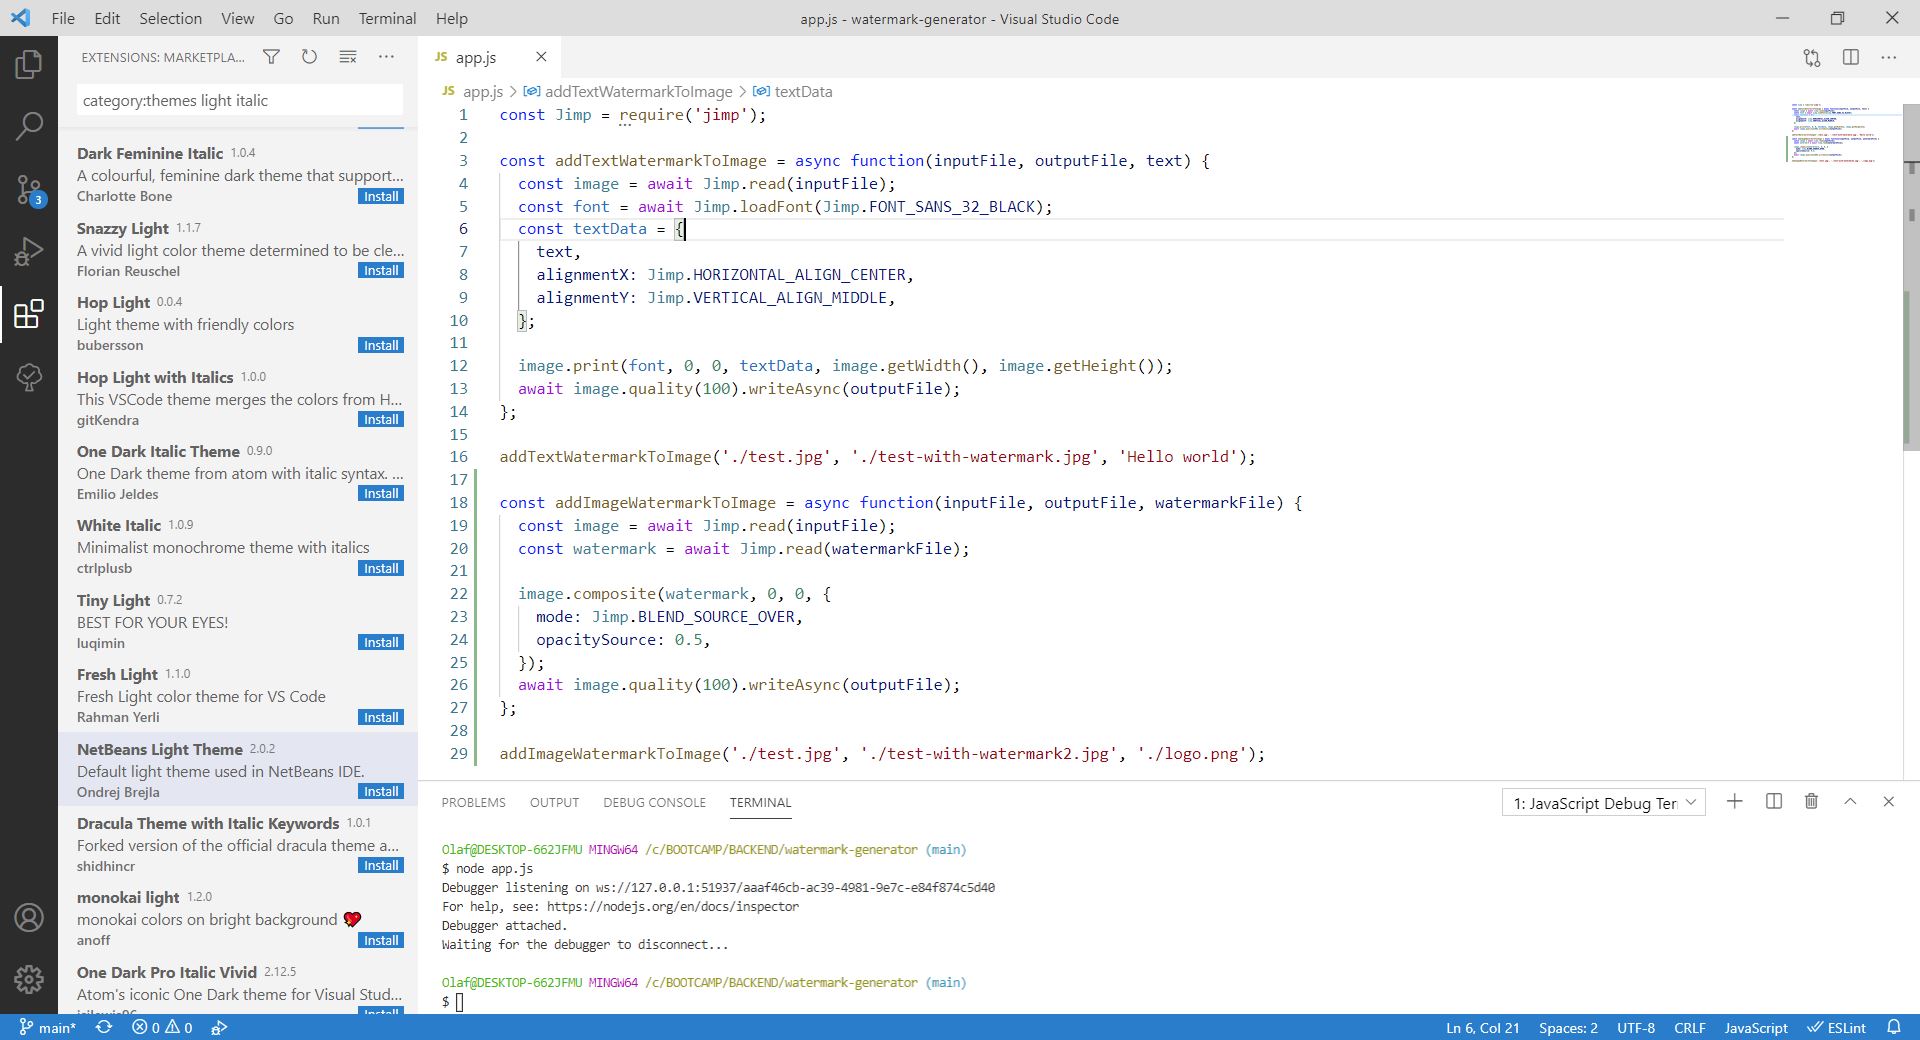 File Edit Selection View Go Run Terminal Help
app.js - watermark-generator - Visual Studio Code
EXTENSIONS: MARKETPLA...
category:themes light italic
3
Dark Feminine Italic 1.0.4
A colourful, feminine dark theme that support...
Charlotte Bone Install
Snazzy Light 1.1.7
A vivid light color theme determined to be cle...
Florian Reuschel Install
Hop Light 0.0.4
Light theme with friendly colors
bubersson Install
Hop Light with Italics 1.0.0
This VSCode theme merges the colors from H...
gitKendra Install
One Dark Italic Theme 0.9.0
One Dark theme from atom with italic syntax. ...
Emilio Jeldes Install
White Italic 1.0.9
Minimalist monochrome theme with italics
ctrlplusb Install
Tiny Light 0.7.2
BEST FOR YOUR EYES!
luqimin Install
Fresh Light 1.1.0
Fresh Light color theme for VS Code
Rahman Yerli Install
NetBeans Light Theme 2.0.2
Default light theme used in NetBeans IDE.
Ondrej Brejla Install
Dracula Theme with Italic Keywords 1.0.1
Forked version of the official dracula theme a...
shidhincr Install
monokai light 1.2.0
monokai colors on bright background 💖
anoff Install
One Dark Pro Italic Vivid 2.12.5
Atom's iconic One Dark theme for Visual Stud...
Install
JS app.js
JS app.js > addTextWatermarkToImage > textData
1 const Jimp = require('jimp');
2
3 const addTextWatermarkToImage = async function(inputFile, outputFile, text) {
4 const image = await Jimp.read(inputFile);
5 const font = await Jimp.loadFont(Jimp.FONT_SANS_32_BLACK);
6 const textData = {
7 text,
8 alignmentX: Jimp.HORIZONTAL_ALIGN_CENTER,
9 alignmentY: Jimp.VERTICAL_ALIGN_MIDDLE,
10 };
11
12 image.print(font, 0, 0, textData, image.getWidth(), image.getHeight());
13 await image.quality(100).writeAsync(outputFile);
14 };
15
16 addTextWatermarkToImage('./test.jpg', './test-with-watermark.jpg', 'Hello world');
17
18 const addImageWatermarkToImage = async function(inputFile, outputFile, watermarkFile) {
19 const image = await Jimp.read(inputFile);
20 const watermark = await Jimp.read(watermarkFile);
21
22 image.composite(watermark, 0, 0, {
23 mode: Jimp.BLEND_SOURCE_OVER,
24 opacitySource: 0.5,
25 });
26 await image.quality(100).writeAsync(outputFile);
27 };
28
29 addImageWatermarkToImage('./test.jpg', './test-with-watermark2.jpg', './logo.png');
PROBLEMS OUTPUT DEBUG CONSOLE TERMINAL
1: JavaScript Debug Ter
Olaf@DESKTOP-662JFMU MINGW64 /c/BOOTCAMP/BACKEND/watermark-generator (main)
$ node app.js
Debugger listening on ws://127.0.0.1:51937/aaaf46cb-ac39-4981-9e7c-e84f874c5d40
For help, see: https://nodejs.org/en/docs/inspector
Debugger attached.
Waiting for the debugger to disconnect...
Olaf@DESKTOP-662JFMU MINGW64 /c/BOOTCAMP/BACKEND/watermark-generator (main)
$
main* 0 0
Ln 6, Col 21 Spaces: 2 UTF-8 CRLF JavaScript ESLint